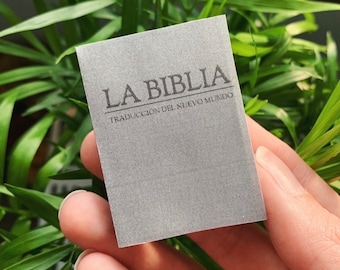 LA BIBLIA
TRADUCCIÓN DEL NUEVO MUNDO